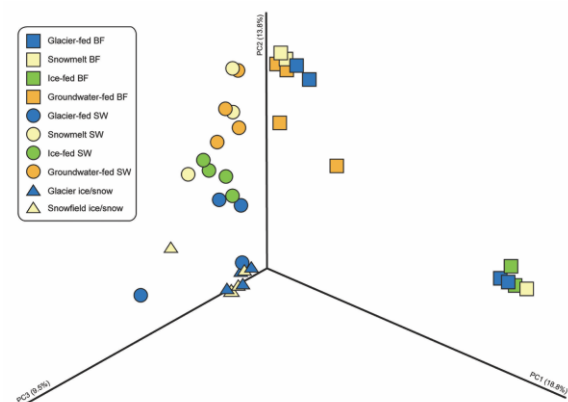 PC2 (13.8%)
Glacier-fed BF
Snowmelt BF
Ice-fed BF
Groundwater-fed BF
Glacier-fed SW
Snowmelt SW
Ice-fed SW
Groundwater-fed SW
Glacier ice/snow
Snowfield ice/snow
PC3 (9.5%)
PC1 (18.8%)